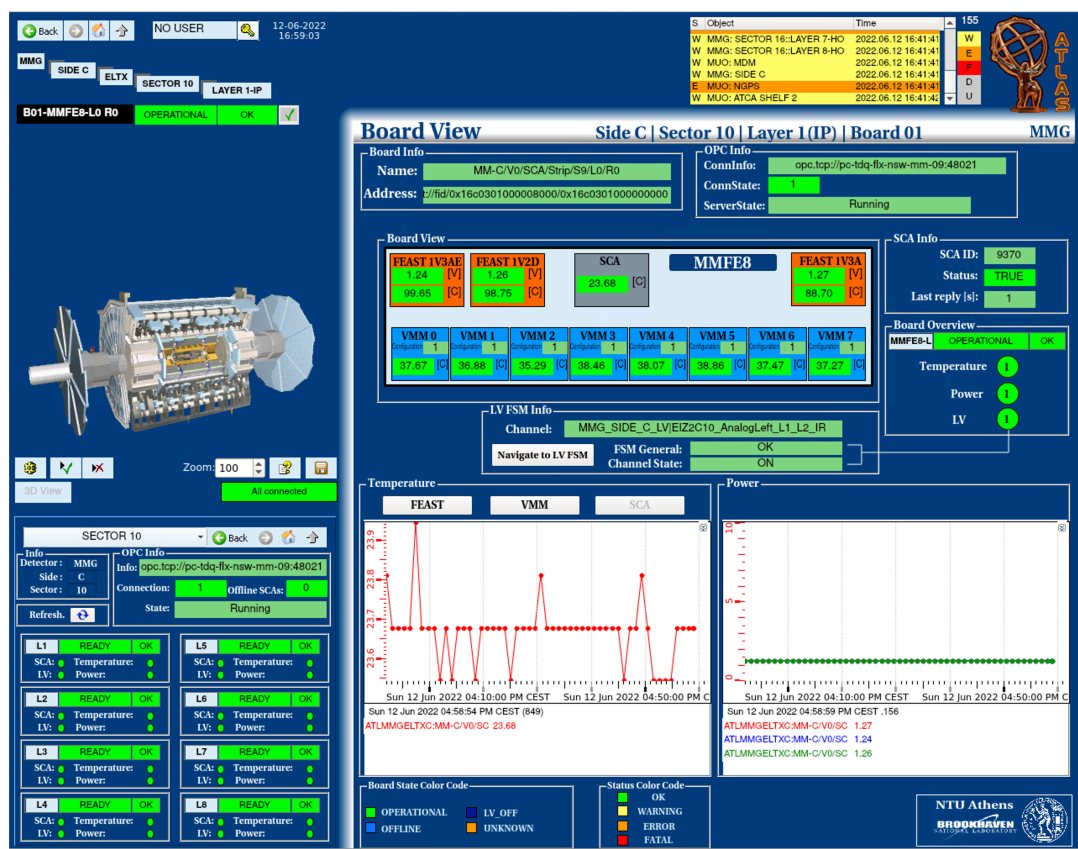 Back
NO USER
12-06-2022
16:59:03
MMG
SIDE C
ELTX
SECTOR 10
LAYER 1-IP
B01-MMFE8-L0 R0 OPERATIONAL OK
S Object Time
W MMG: SECTOR 16::LAYER 7-HO 2022.06.12 16:41:41
W MMG: SECTOR 16::LAYER 8-HO 2022.06.12 16:41:41
W MUO: MDM 2022.06.12 16:41:41
W MMG: SIDE C 2022.06.12 16:41:41
E MUO: NGPS 2022.06.12 16:41:41
W MUO: ATCA SHELF 2 2022.06.12 16:41:42
155
W
E
F
D
U
ATLAS
Board View Side C | Sector 10 | Layer 1(IP) | Board 01 MMG
Board Info
Name: MM-C/V0/SCA/Strip/S9/L0/R0
Address: ?://fid/0x16c0301000008000/0x16c0301000000000
OPC Info
ConnInfo: opc.tcp://pc-tdq-flx-nsw-mm-09:48021
ConnState: 1
ServerState: Running
Board View
FEAST 1V3AE
1.24 [V]
99.65 [C]
FEAST 1V2D
1.26 [V]
98.75 [C]
SCA
23.68 [C]
MMFE8
FEAST 1V3A
1.27 [V]
88.70 [C]
VMM 0 VMM 1 VMM 2 VMM 3 VMM 4 VMM 5 VMM 6 VMM 7
Configuration 1 Configuration 1 Configuration 1 Configuration 1 Configuration 1 Configuration 1 Configuration 1 Configuration 1
37.67 [C] 36.88 [C] 35.29 [C] 38.46 [C] 38.07 [C] 38.86 [C] 37.47 [C] 37.27 [C]
SCA Info
SCA ID: 9370
Status: TRUE
Last reply [s]: 1
Board Overview
MMFE8-L OPERATIONAL OK
Temperature 1
Power 1
LV 1
LV FSM Info
Channel: MMG_SIDE_C_LV|EIZ2C10_AnalogLeft_L1_L2_IR
Navigate to LV FSM
FSM General: OK
Channel State: ON
Zoom: 100
3D View
All connected
SECTOR 10
Back
Info
Detector: MMG
Side: C
Sector: 10
Refresh.
OPC Info
Info: opc.tcp://pc-tdq-flx-nsw-mm-09:48021
Connection: 1 Offline SCAs: 0
State: Running
L1 READY OK
SCA: Temperature:
LV: Power:
L5 READY OK
SCA: Temperature:
LV: Power:
L2 READY OK
SCA: Temperature:
LV: Power:
L6 READY OK
SCA: Temperature:
LV: Power:
L3 READY OK
SCA: Temperature:
LV: Power:
L7 READY OK
SCA: Temperature:
LV: Power:
L4 READY OK
SCA: Temperature:
LV: Power:
L8 READY OK
SCA: Temperature:
LV: Power:
Temperature
FEAST VMM SCA
23.9
23.8
23.7
23.6
Sun 12 Jun 2022 04:10:00 PM CEST Sun 12 Jun 2022 04:50:00 PM C
Sun 12 Jun 2022 04:58:54 PM CEST (849)
ATLMMGELTXC:MM-C/V0/SC 23.68
Power
10
5
0
Sun 12 Jun 2022 04:10:00 PM CEST Sun 12 Jun 2022 04:50:00 PM C
Sun 12 Jun 2022 04:58:59 PM CEST .156
ATLMMGELTXC:MM-C/V0/SC 1.27
ATLMMGELTXC:MM-C/V0/SC 1.24
ATLMMGELTXC:MM-C/V0/SC 1.26
Board State Color Code
OPERATIONAL LV_OFF
OFFLINE UNKNOWN
Status Color Code
OK
WARNING
ERROR
FATAL
NTU Athens
BROOKHAVEN
NATIONAL LABORATORY